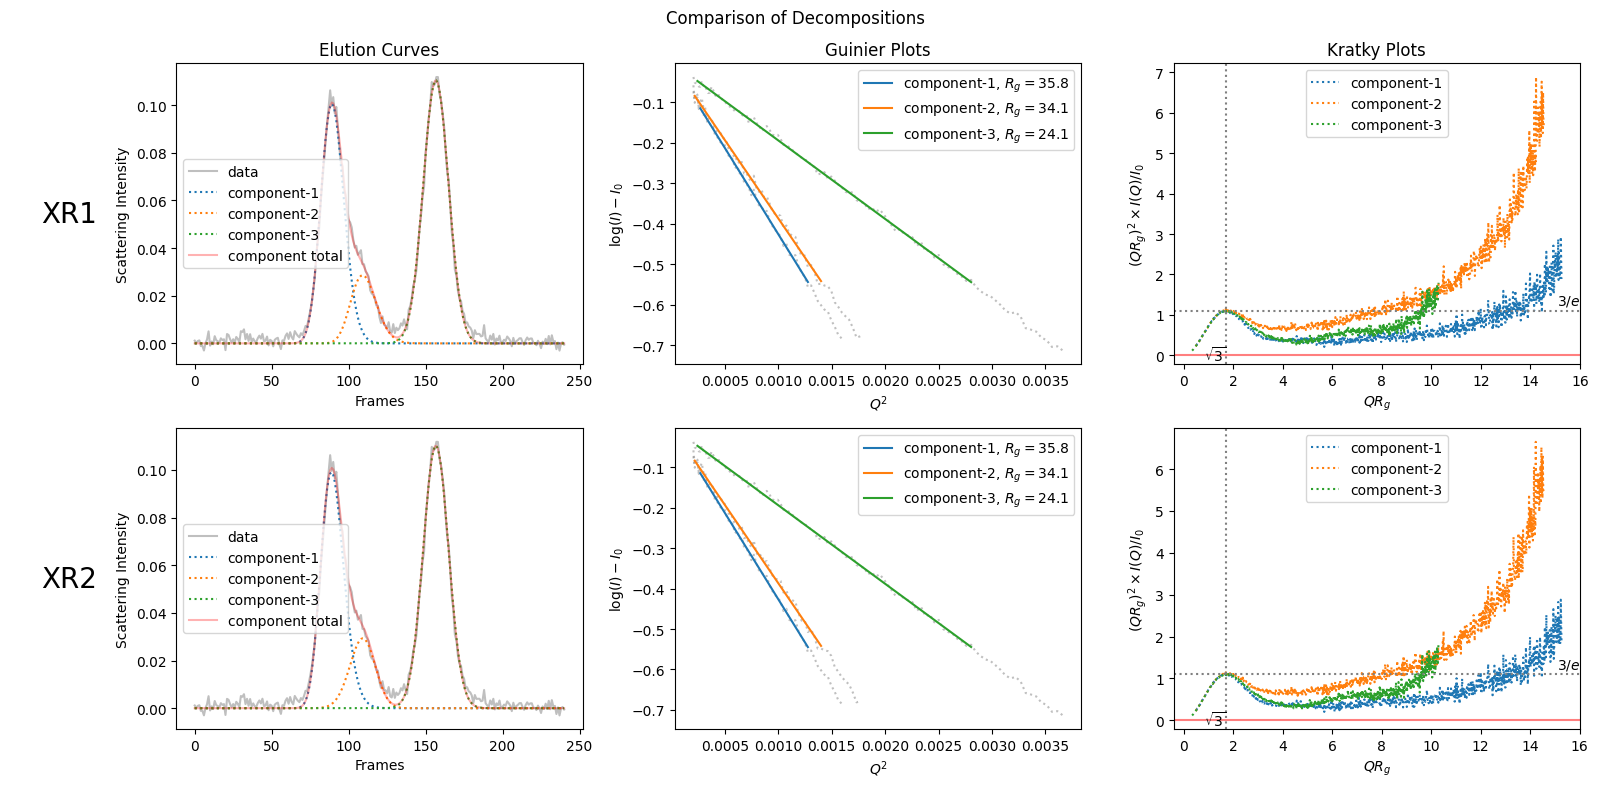 Comparison of Decompositions
Elution Curves
Guinier Plots
Kratky Plots
XR1
Scattering Intensity
0.10
0.08
0.06
0.04
0.02
0.00
data
component-1
component-2
component-3
component total
0
50
100
150
200
250
Frames
log(I) − I₀
−0.1
−0.2
−0.3
−0.4
−0.5
−0.6
−0.7
component-1, R_g = 35.8
component-2, R_g = 34.1
component-3, R_g = 24.1
0.0005
0.0010
0.0015
0.0020
0.0025
0.0030
0.0035
Q²
(QR_g)² × I(Q)/I₀
7
6
5
4
3
2
1
0
component-1
component-2
component-3
3/e
√3
0
2
4
6
8
10
12
14
16
QR_g
XR2
Scattering Intensity
0.10
0.08
0.06
0.04
0.02
0.00
data
component-1
component-2
component-3
component total
0
50
100
150
200
250
Frames
log(I) − I₀
−0.1
−0.2
−0.3
−0.4
−0.5
−0.6
−0.7
component-1, R_g = 35.8
component-2, R_g = 34.1
component-3, R_g = 24.1
0.0005
0.0010
0.0015
0.0020
0.0025
0.0030
0.0035
Q²
(QR_g)² × I(Q)/I₀
6
5
4
3
2
1
0
component-1
component-2
component-3
3/e
√3
0
2
4
6
8
10
12
14
16
QR_g